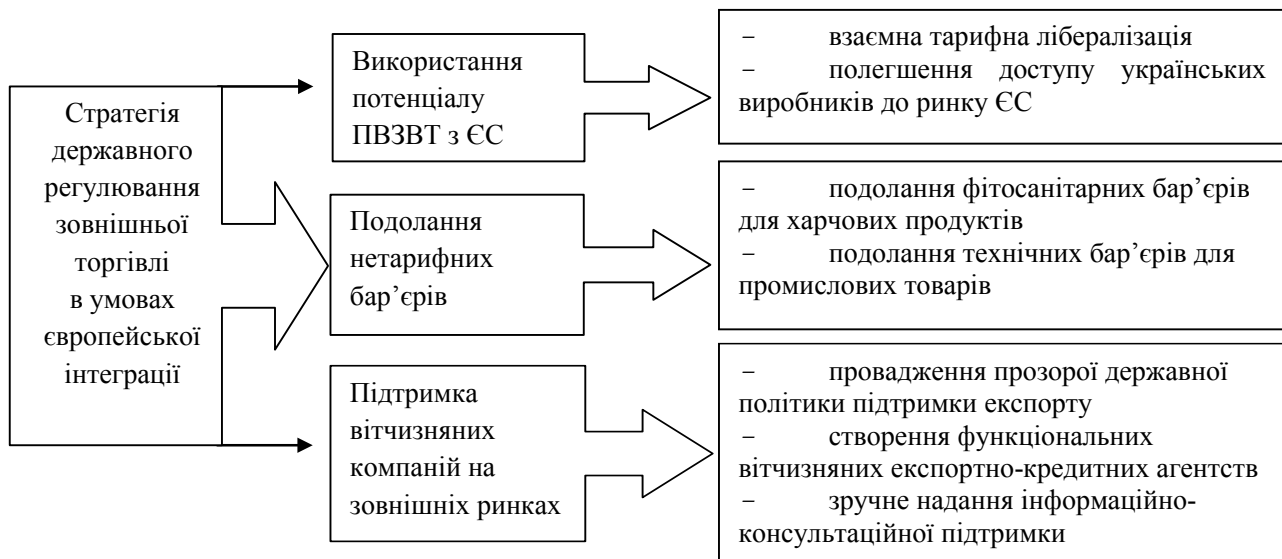 Стратегія
державного
регулювання
зовнішньої
торгівлі
в умовах
європейської
інтеграції
Використання
потенціалу
ПВЗВТ з ЄС
– взаємна тарифна лібералізація
– полегшення доступу українських
виробників до ринку ЄС
Подолання
нетарифних
бар’єрів
– подолання фітосанітарних бар’єрів
для харчових продуктів
– подолання технічних бар’єрів для
промислових товарів
Підтримка
вітчизняних
компаній на
зовнішніх ринках
– провадження прозорої державної
політики підтримки експорту
– створення функціональних
вітчизняних експортно-кредитних агентств
– зручне надання інформаційно-
консультаційної підтримки